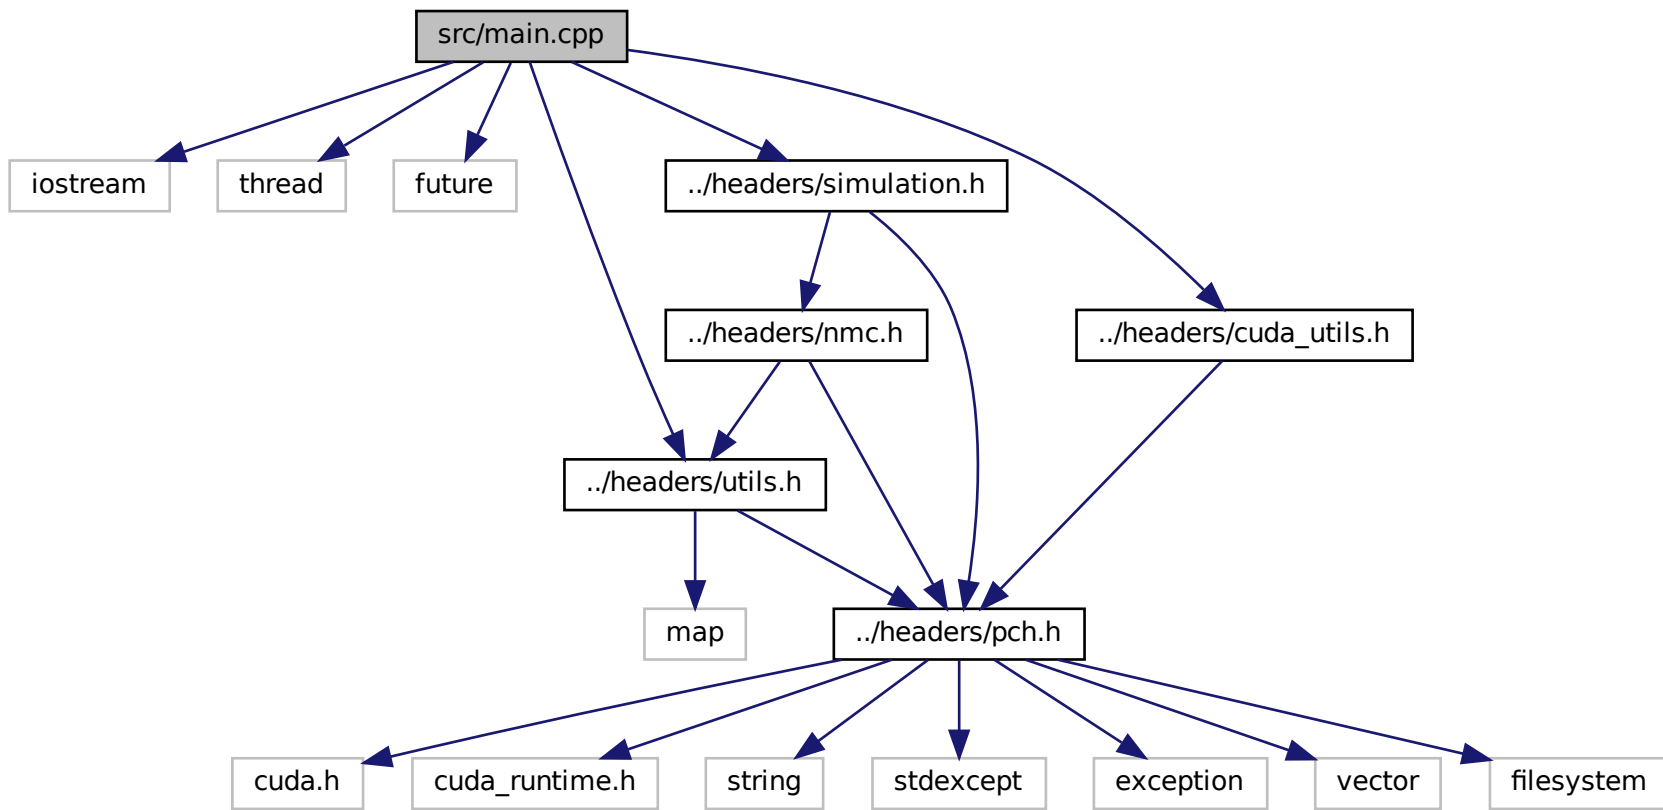 src/main.cpp
iostream
thread
future
../headers/simulation.h
../headers/nmc.h
../headers/cuda_utils.h
../headers/utils.h
map
../headers/pch.h
cuda.h
cuda_runtime.h
string
stdexcept
exception
vector
filesystem